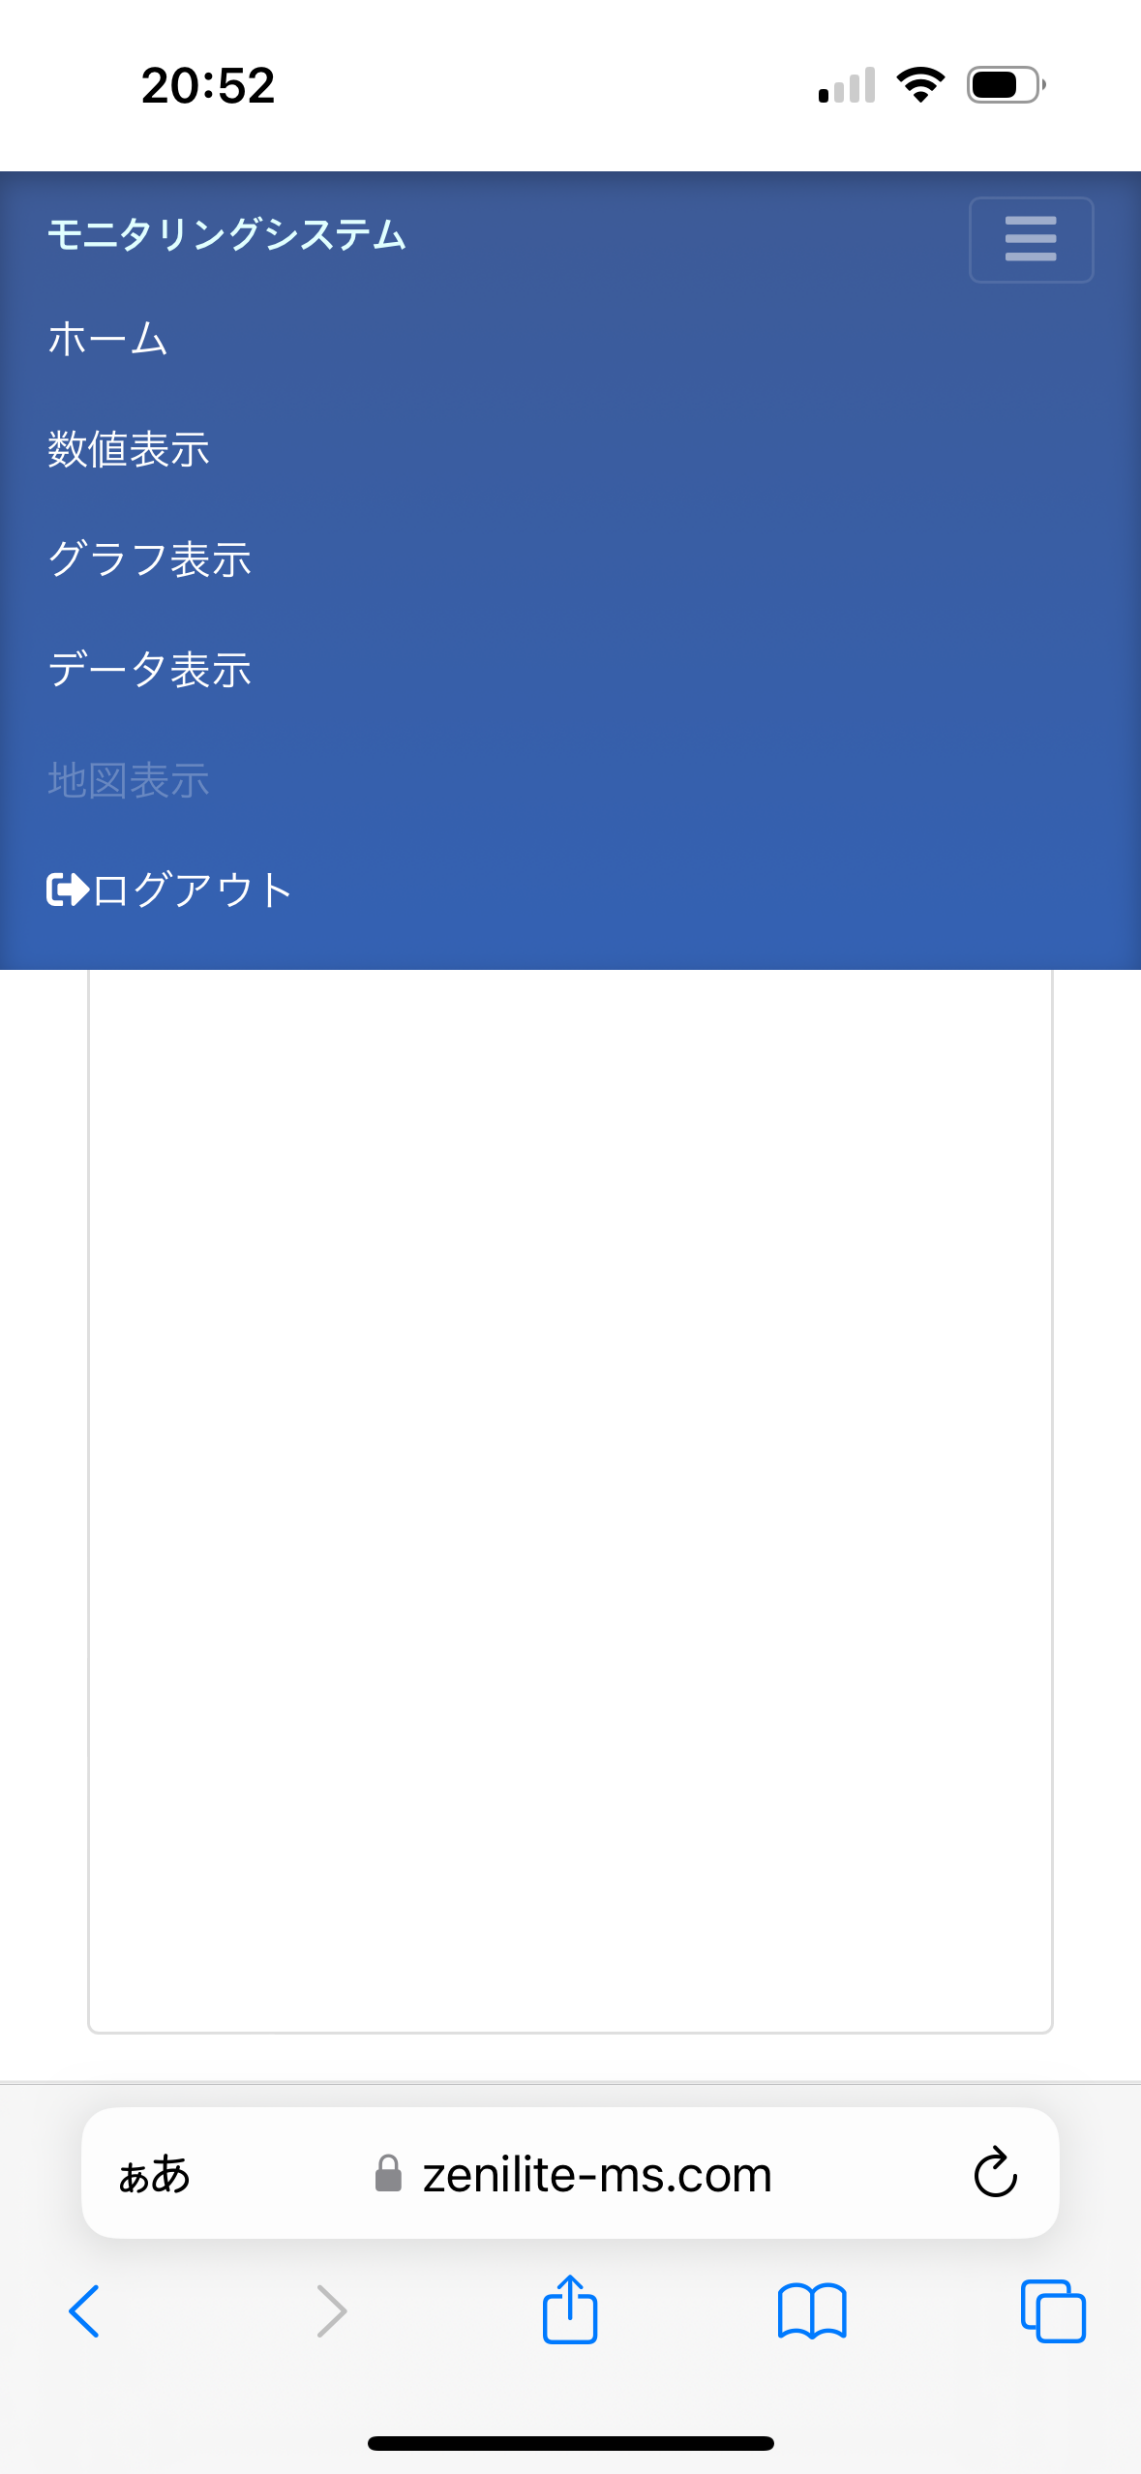 20:52
モニタリングシステム
ホーム
数値表示
グラフ表示
データ表示
地図表示
ログアウト
ぁあ zenilite-ms.com